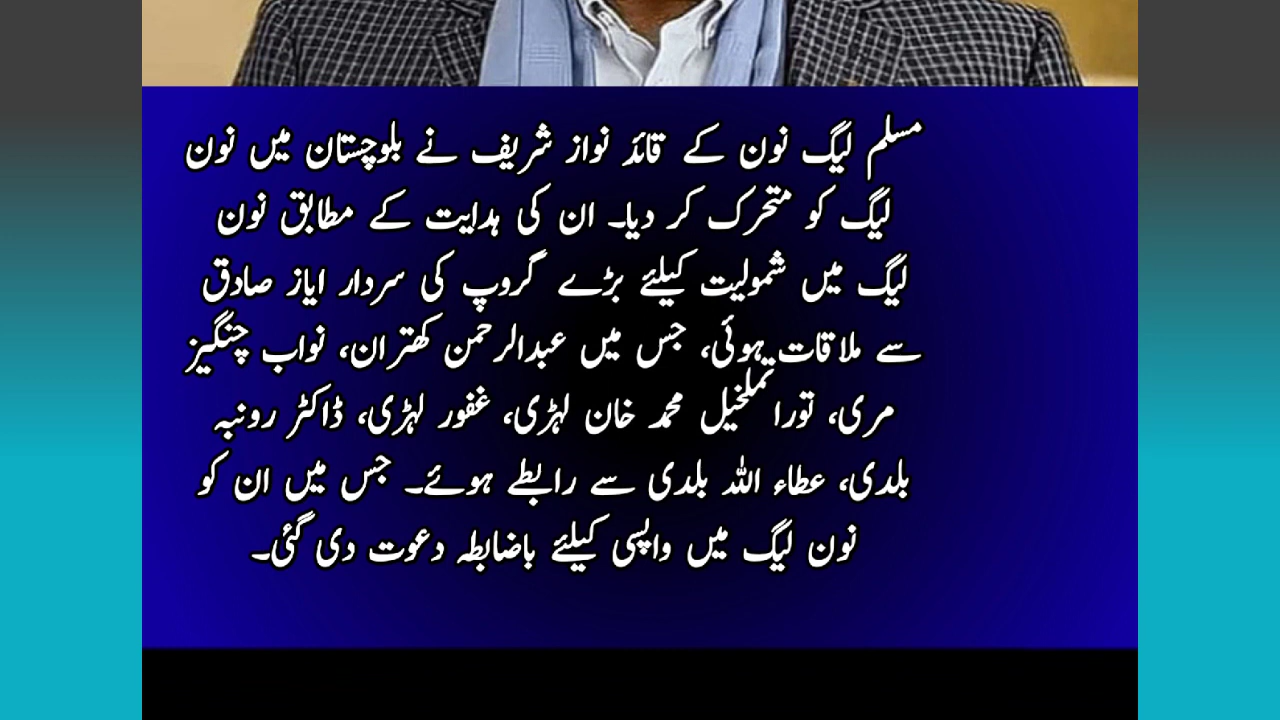 مسلم لیگ نون کے قائد نواز شریف نے بلوچستان میں نون
لیگ کو متحرک کر دیا۔ ان کی ہدایت کے مطابق نون
لیگ میں شمولیت کیلئے بڑے گروپ کی سردار ایاز صادق
سے ملاقات ہوئی، جس میں عبدالرحمن کھتران، نواب چنگیز
مری، تورا تملخیل محمد خان لہڑی، غفور لہڑی، ڈاکٹر رونبہ
بلدی، عطاء اللہ بلدی سے رابطے ہوئے۔ جس میں ان کو
نون لیگ میں واپسی کیلئے باضابطہ دعوت دی گئی۔